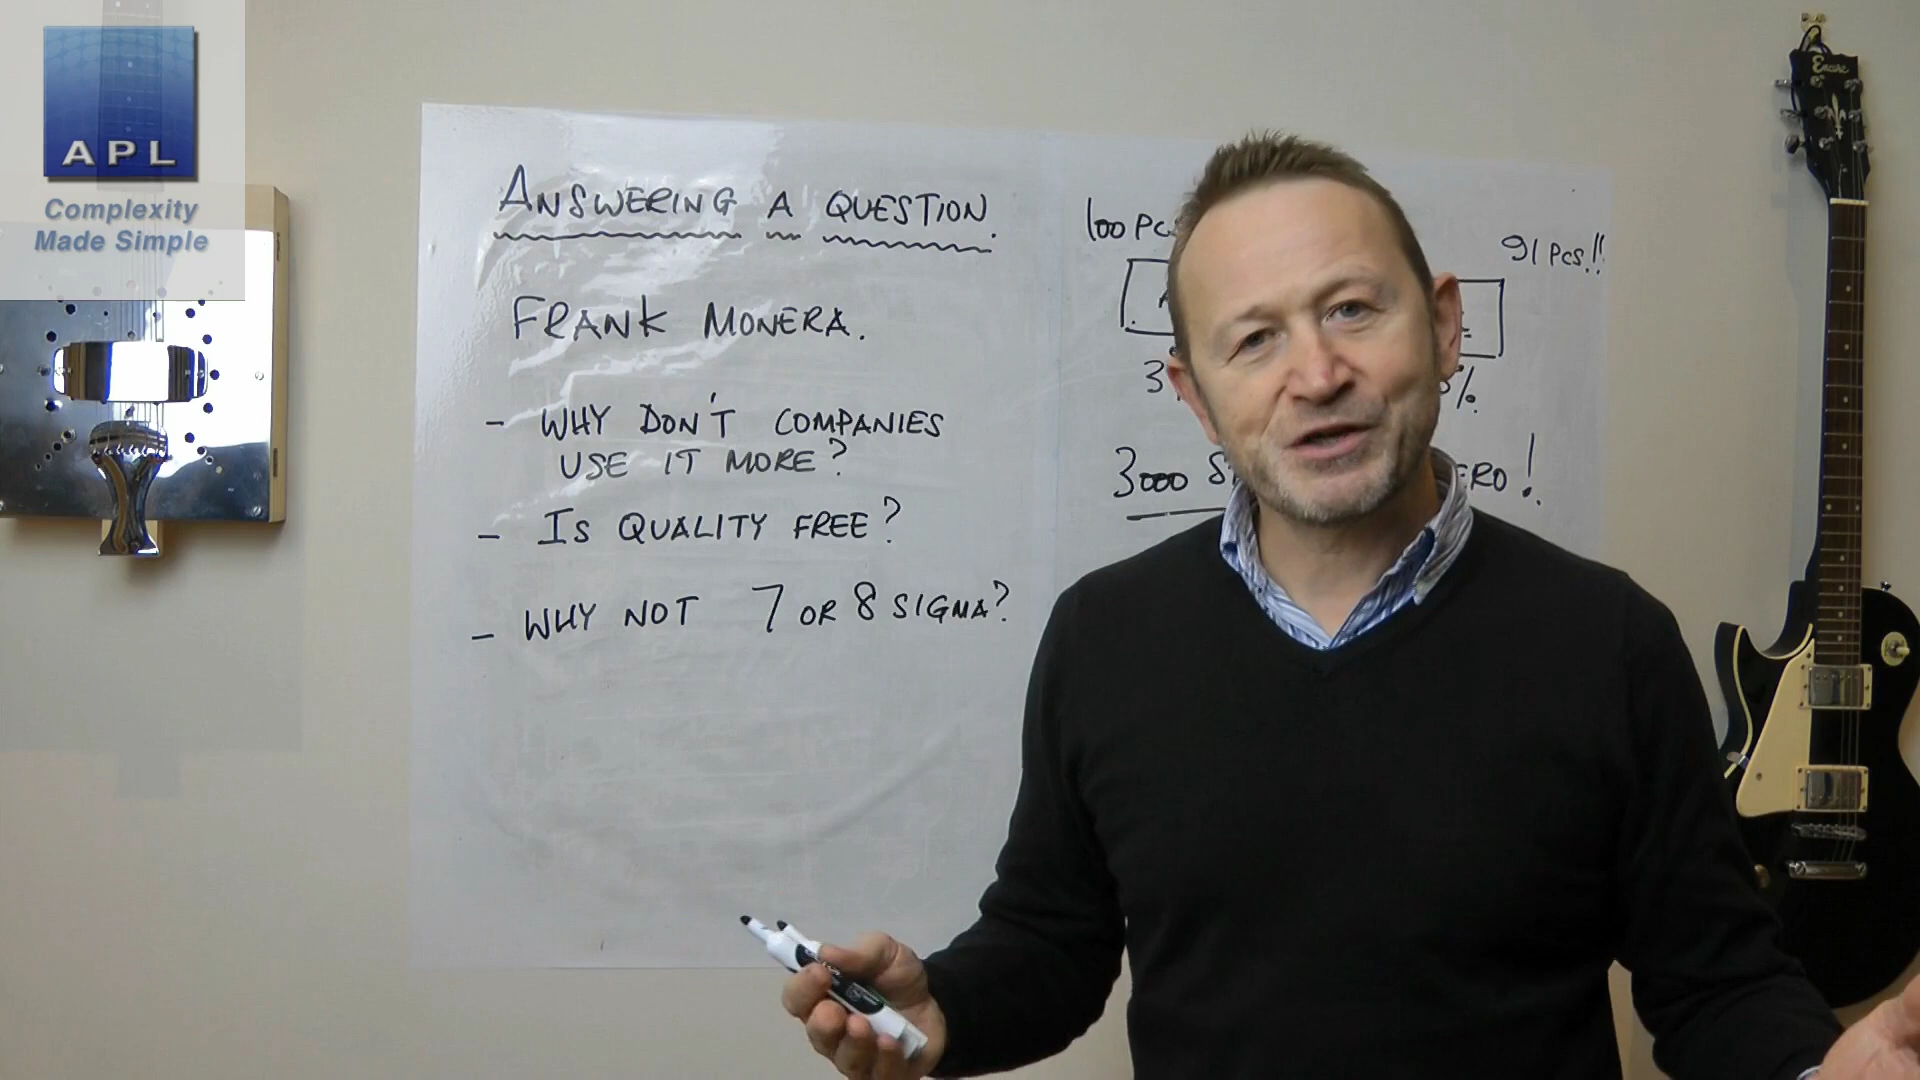 APL
Complexity
Made Simple
ANSWERING A QUESTION.
FRANK MONERA.
- WHY DON'T COMPANIES
USE IT MORE?
- IS QUALITY FREE?
- WHY NOT 7 OR 8 SIGMA?
100
91 PCS!!
3000
Encore